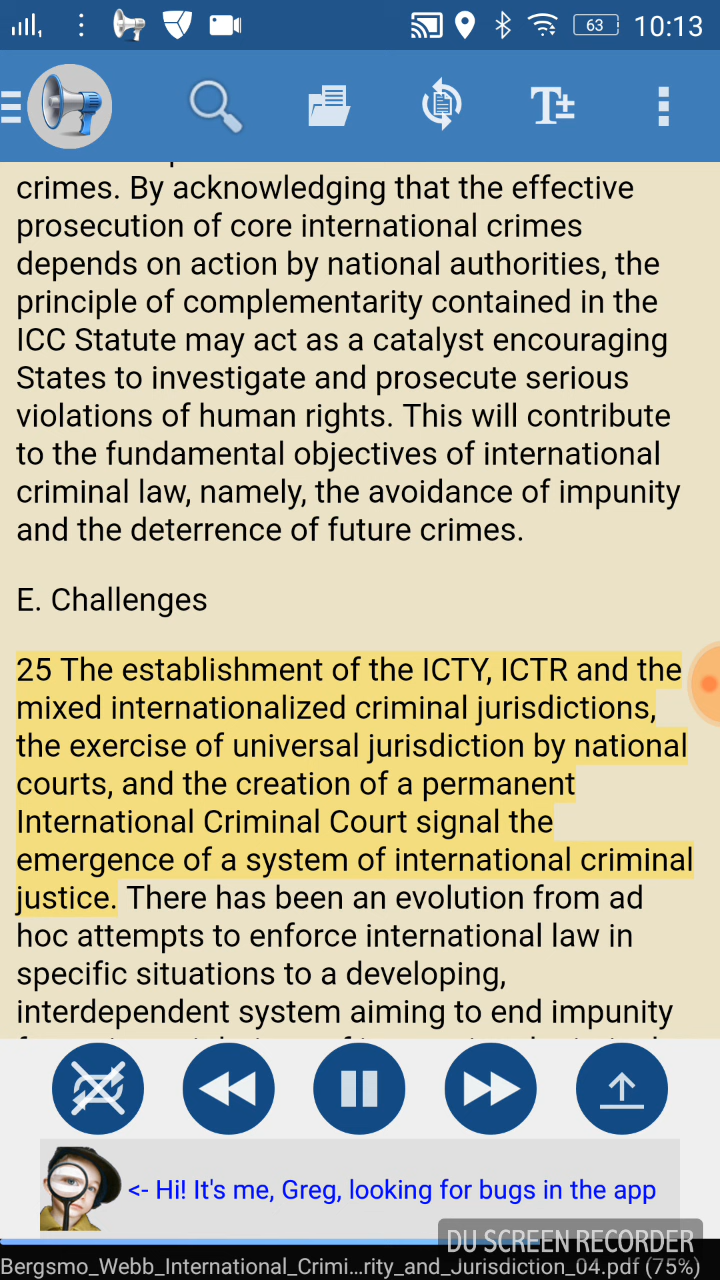 63 10:13
T±
crimes. By acknowledging that the effective
prosecution of core international crimes
depends on action by national authorities, the
principle of complementarity contained in the
ICC Statute may act as a catalyst encouraging
States to investigate and prosecute serious
violations of human rights. This will contribute
to the fundamental objectives of international
criminal law, namely, the avoidance of impunity
and the deterrence of future crimes.
E. Challenges
25 The establishment of the ICTY, ICTR and the
mixed internationalized criminal jurisdictions,
the exercise of universal jurisdiction by national
courts, and the creation of a permanent
International Criminal Court signal the
emergence of a system of international criminal
justice. There has been an evolution from ad
hoc attempts to enforce international law in
specific situations to a developing,
interdependent system aiming to end impunity
<- Hi! It's me, Greg, looking for bugs in the app
DU SCREEN RECORDER
Bergsmo_Webb_International_Crimi...rity_and_Jurisdiction_04.pdf (75%)